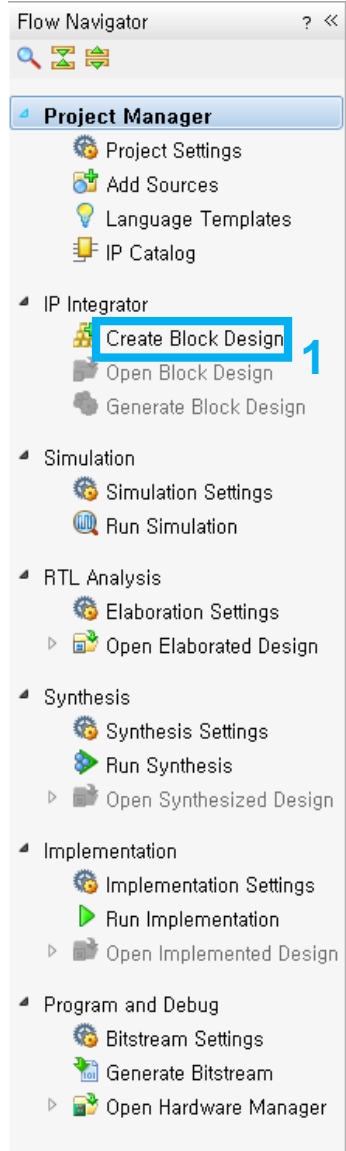 Flow Navigator ? «
Project Manager
Project Settings
Add Sources
Language Templates
IP Catalog
IP Integrator
Create Block Design 1
Open Block Design
Generate Block Design
Simulation
Simulation Settings
Run Simulation
RTL Analysis
Elaboration Settings
Open Elaborated Design
Synthesis
Synthesis Settings
Run Synthesis
Open Synthesized Design
Implementation
Implementation Settings
Run Implementation
Open Implemented Design
Program and Debug
Bitstream Settings
Generate Bitstream
Open Hardware Manager